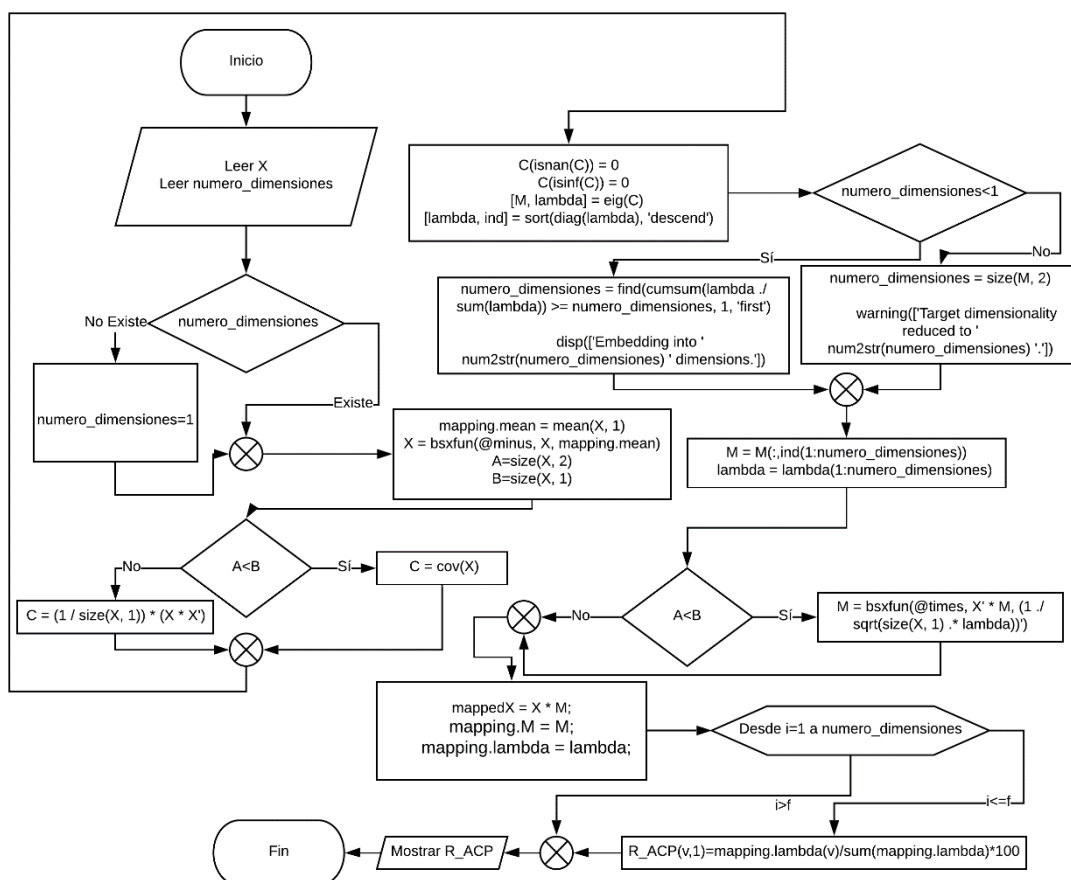 Inicio
Leer X
Leer numero_dimensiones
numero_dimensiones
No Existe
Existe
numero_dimensiones=1
mapping.mean = mean(X, 1)
X = bsxfun(@minus, X, mapping.mean)
A=size(X, 2)
B=size(X, 1)
A<B
No
Sí
C = (1 / size(X, 1)) * (X * X')
C = cov(X)
C(isnan(C)) = 0
C(isinf(C)) = 0
[M, lambda] = eig(C)
[lambda, ind] = sort(diag(lambda), 'descend')
numero_dimensiones<1
Sí
No
numero_dimensiones = find(cumsum(lambda ./
sum(lambda)) >= numero_dimensiones, 1, 'first')
disp(['Embedding into '
num2str(numero_dimensiones) ' dimensions.'])
numero_dimensiones = size(M, 2)
warning(['Target dimensionality
reduced to '
num2str(numero_dimensiones) '.'])
M = M(:,ind(1:numero_dimensiones))
lambda = lambda(1:numero_dimensiones)
A<B
No
Sí
M = bsxfun(@times, X' * M, (1 ./
sqrt(size(X, 1) .* lambda))')
mappedX = X * M;
mapping.M = M;
mapping.lambda = lambda;
Desde i=1 a numero_dimensiones
i>f
i<=f
R_ACP(v,1)=mapping.lambda(v)/sum(mapping.lambda)*100
Mostrar R_ACP
Fin